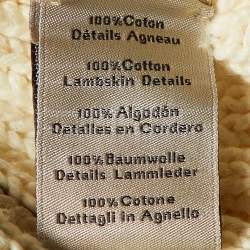 100%Coton
Détails Agneau
100%Cotton
Lambskin Details
100% Algodón
Detalles en Cordero
100%Baumwolle
Details Lammleder
100%Cotone
Dettagli in Agnello